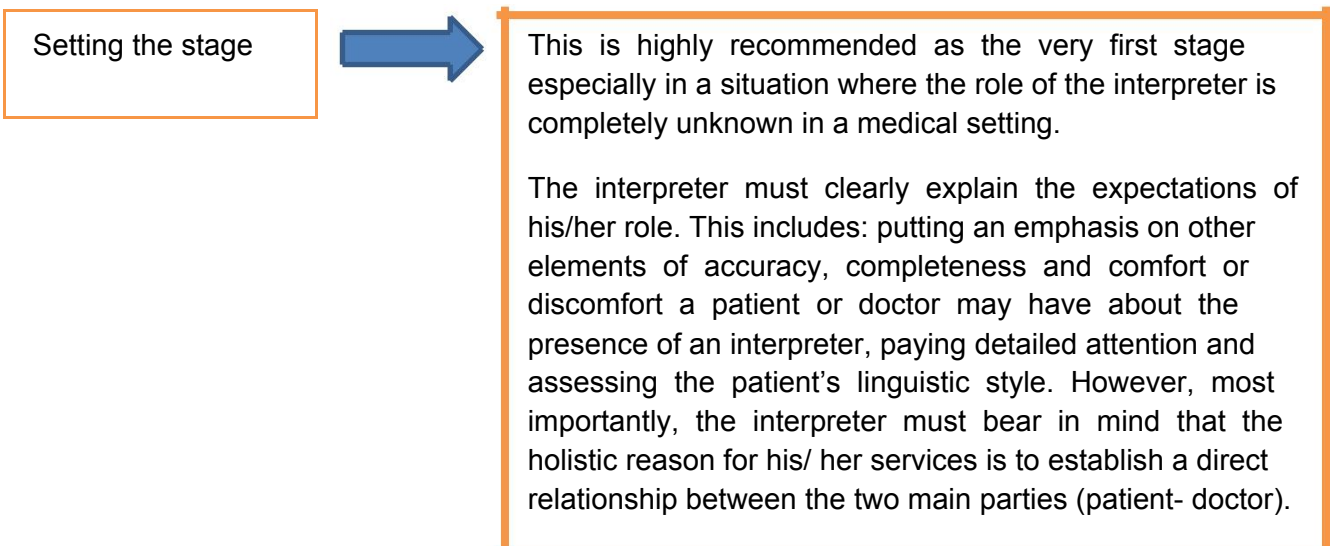 Setting the stage
This is highly recommended as the very first stage
especially in a situation where the role of the interpreter is
completely unknown in a medical setting.
The interpreter must clearly explain the expectations of
his/her role. This includes: putting an emphasis on other
elements of accuracy, completeness and comfort or
discomfort a patient or doctor may have about the
presence of an interpreter, paying detailed attention and
assessing the patient’s linguistic style. However, most
importantly, the interpreter must bear in mind that the
holistic reason for his/ her services is to establish a direct
relationship between the two main parties (patient- doctor).